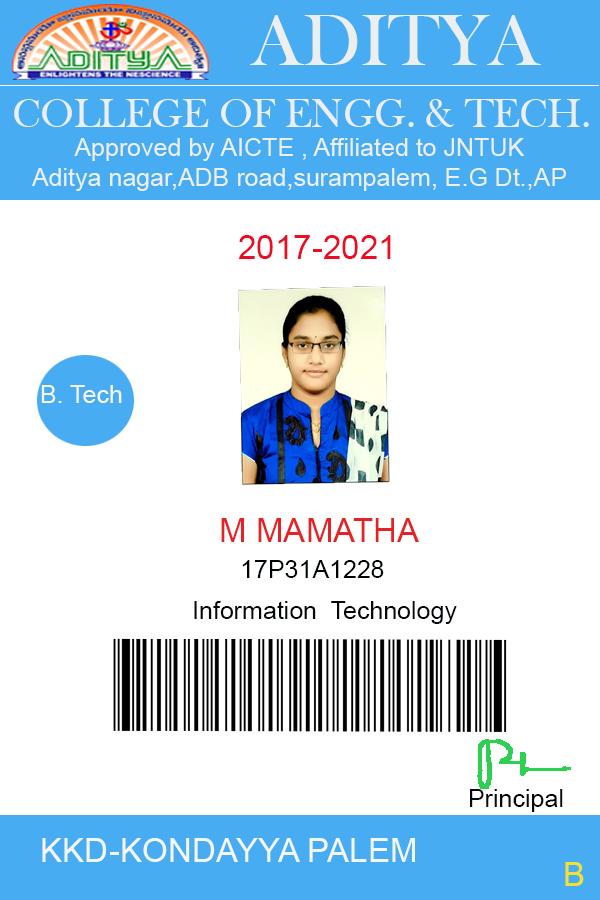 ADITYA
ENLIGHTENS THE NESCIENCE
ADITYA
COLLEGE OF ENGG. & TECH.
Approved by AICTE , Affiliated to JNTUK
Aditya nagar,ADB road,surampalem, E.G Dt.,AP
2017-2021
B. Tech
M MAMATHA
17P31A1228
Information Technology
Principal
KKD-KONDAYYA PALEM
B